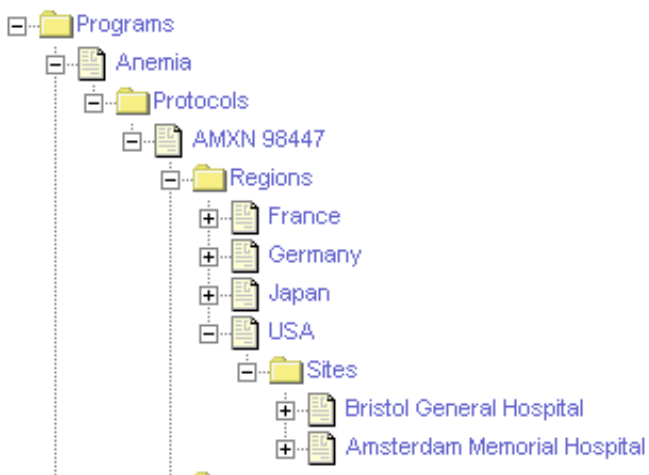 Programs
Anemia
Protocols
AMXN 98447
Regions
France
Germany
Japan
USA
Sites
Bristol General Hospital
Amsterdam Memorial Hospital